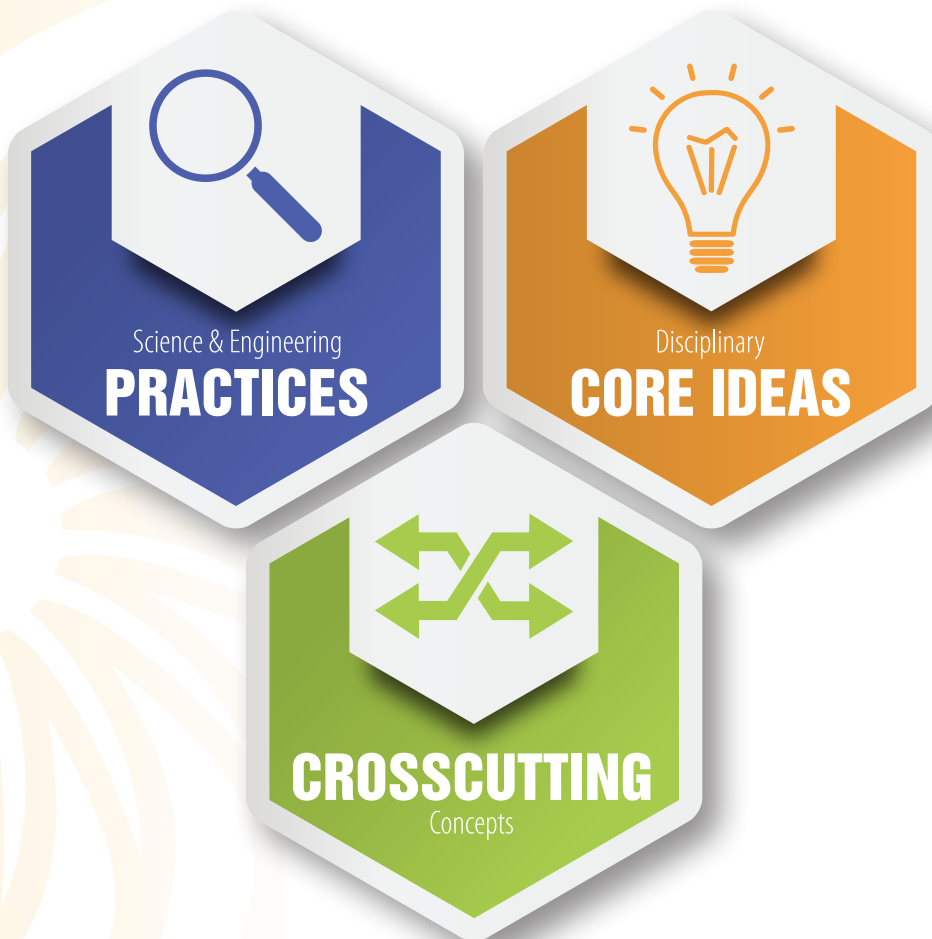 Science & Engineering
PRACTICES
Disciplinary
CORE IDEAS
CROSSCUTTING
Concepts